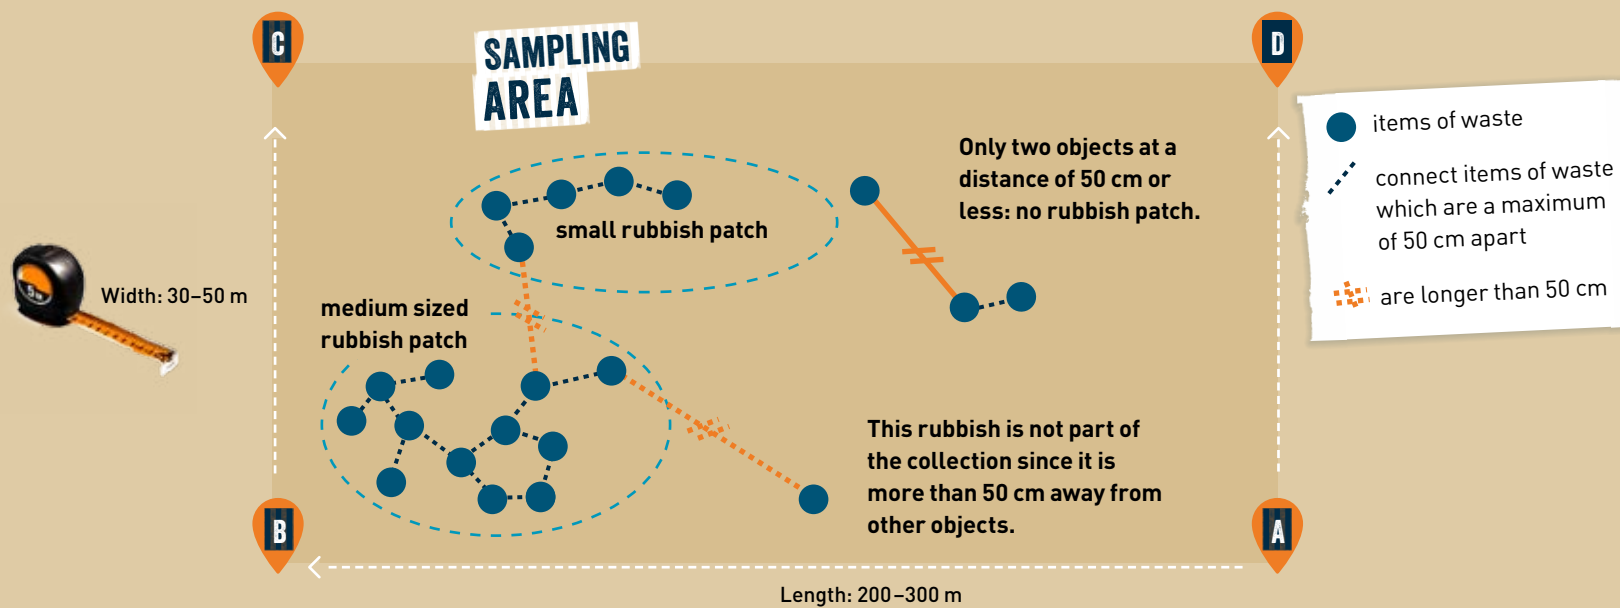 C
SAMPLING
AREA
D
items of waste
connect items of waste
which are a maximum
of 50 cm apart
are longer than 50 cm
Only two objects at a
distance of 50 cm or
less: no rubbish patch.
small rubbish patch
5M
Width: 30–50 m
medium sized
rubbish patch
This rubbish is not part of
the collection since it is
more than 50 cm away from
other objects.
B
A
Length: 200–300 m